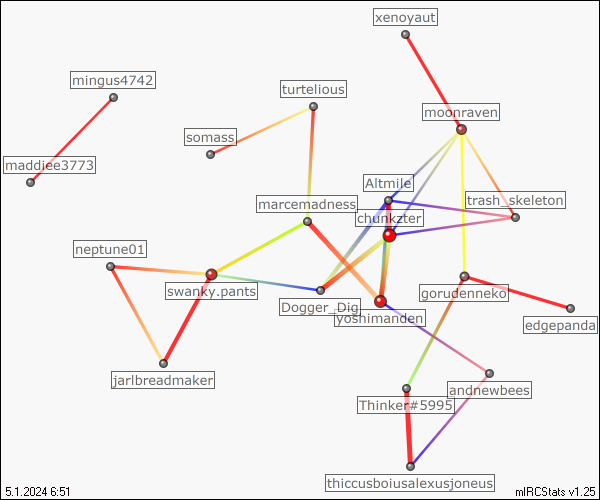 xenoyaut
mingus4742
turtelious
moonraven
somass
maddiee3773
Altmile
trash_skeleton
marcemadness
chunkzter
neptune01
swanky.pants
gorudenneko
Dogger_Dig
yoshimanden
edgepanda
jarlbreadmaker
andnewbees
Thinker#5995
thiccusboiusalexusjoneus
5.1.2024 6:51
mIRCStats v1.25